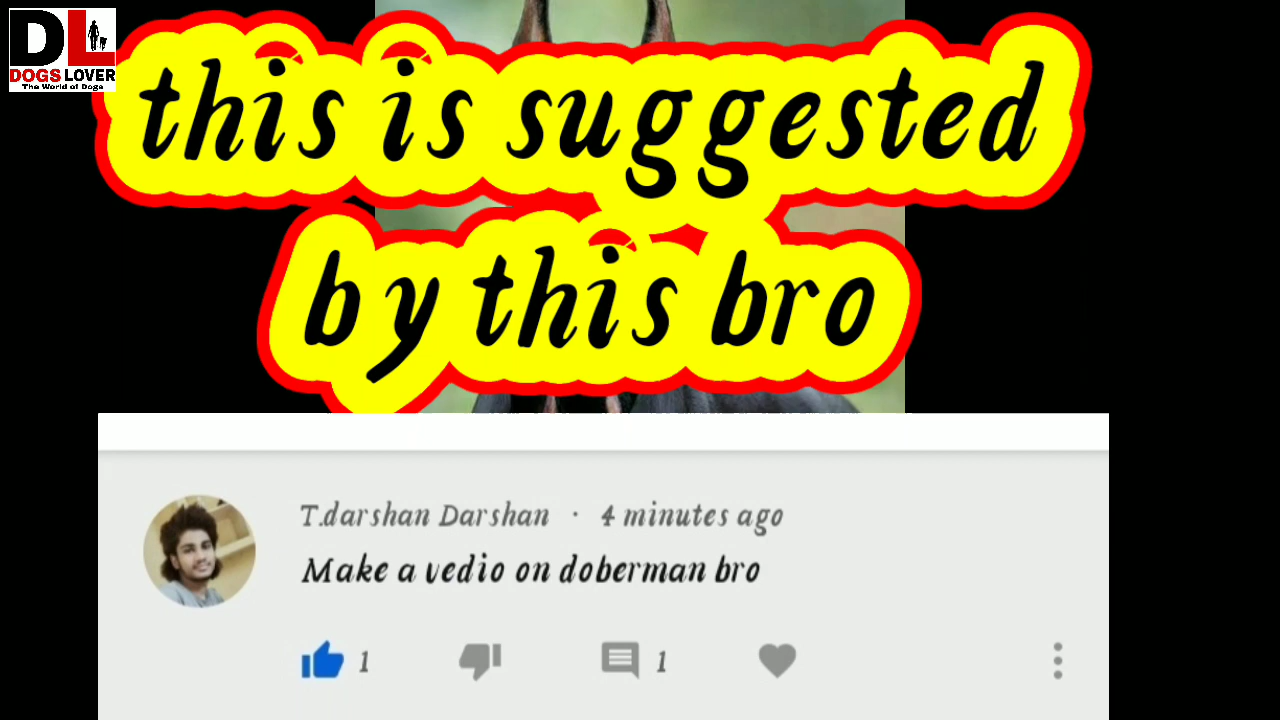 DL
DOGS LOVER
The World of Dogs
this is suggested
by this bro
T.darshan Darshan · 4 minutes ago
Make a vedio on doberman bro
1 1